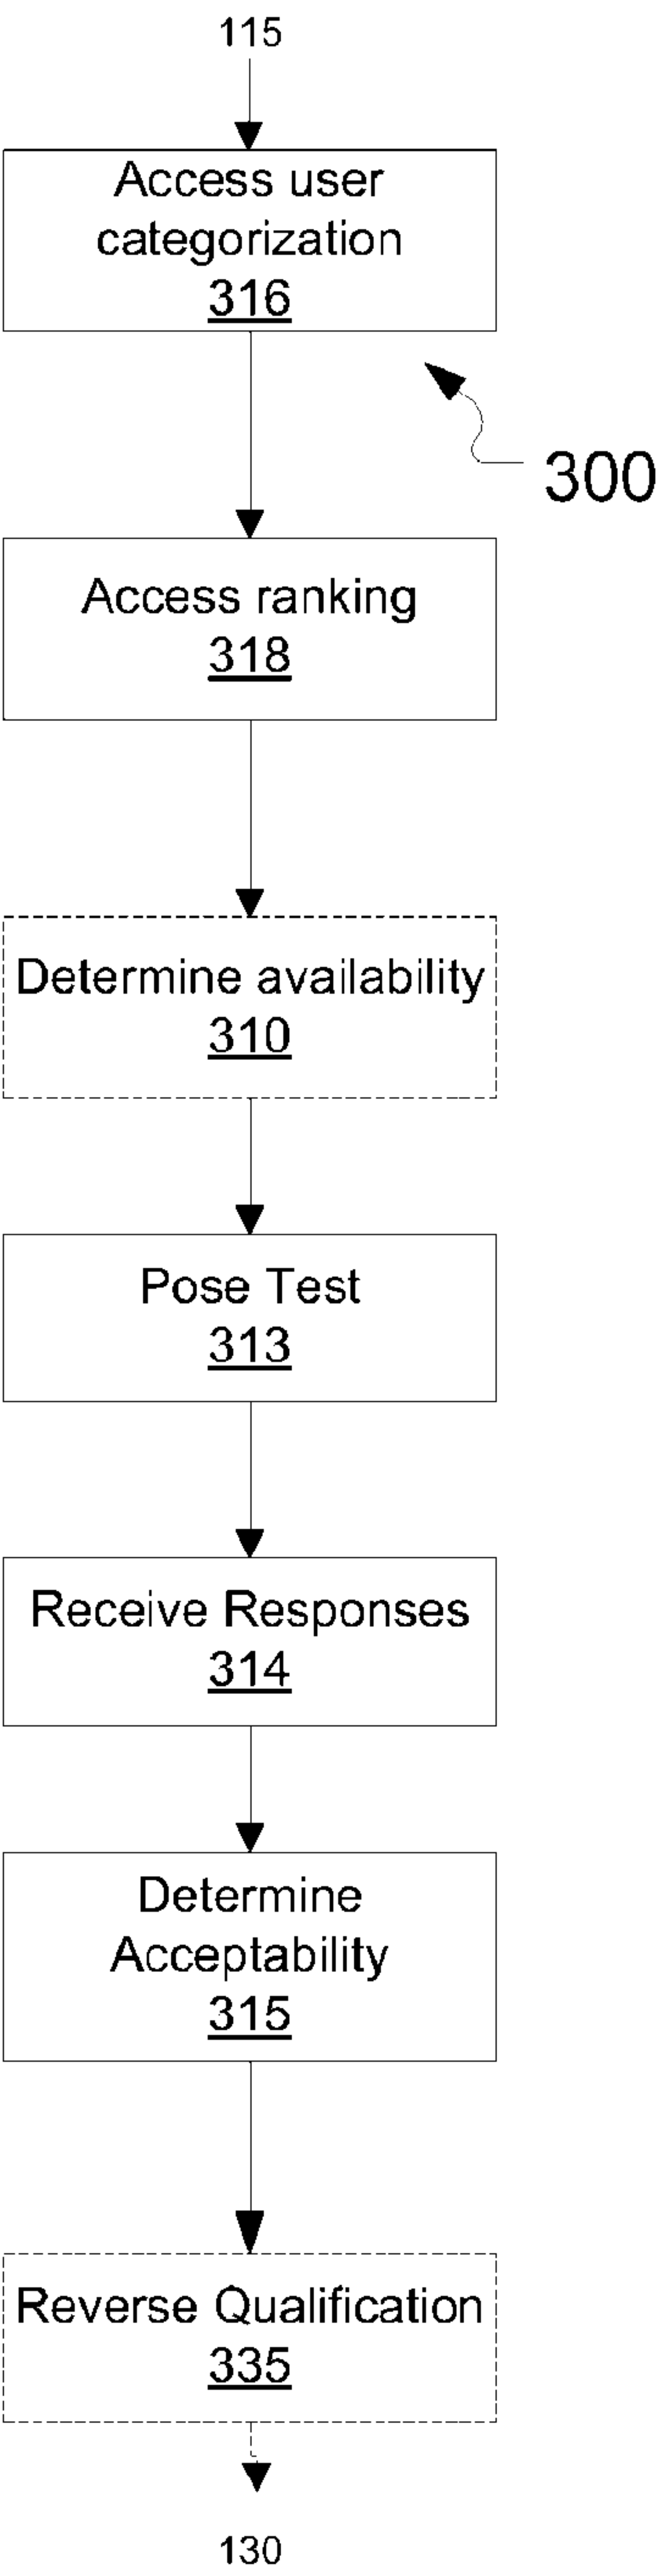 115
Access user
categorization
316
300
Access ranking
318
Determine availability
310
Pose Test
313
Receive Responses
314
Determine
Acceptability
315
Reverse Qualification
335
130